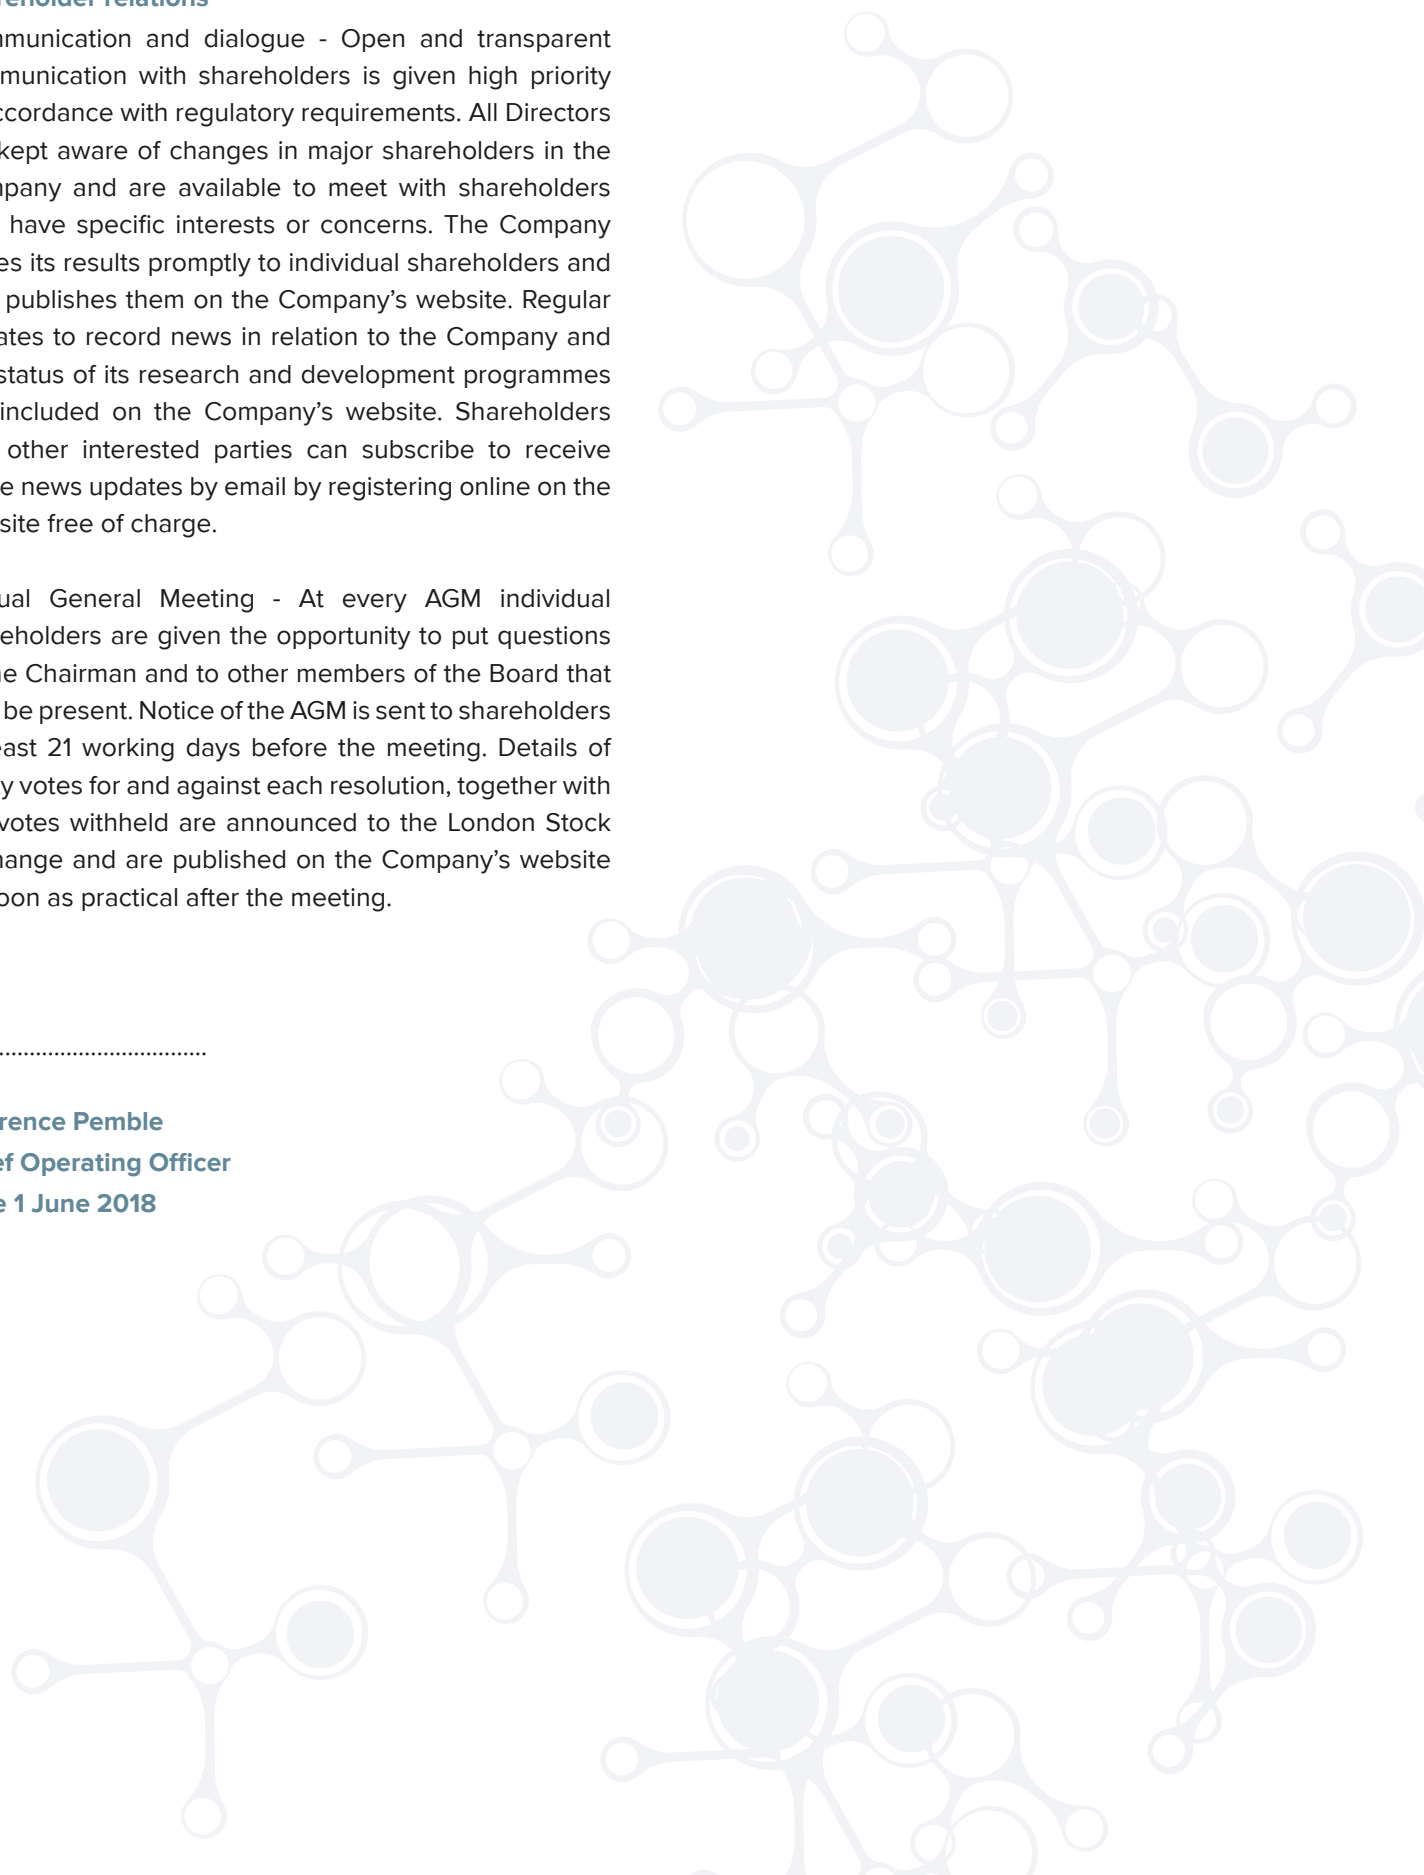 reholder relations
mmunication and dialogue - Open and transparent
munication with shareholders is given high priority
ccordance with regulatory requirements. All Directors
kept aware of changes in major shareholders in the
mpany and are available to meet with shareholders
have specific interests or concerns. The Company
es its results promptly to individual shareholders and
publishes them on the Company's website. Regular
ates to record news in relation to the Company and
status of its research and development programmes
included on the Company's website. Shareholders
other interested parties can subscribe to receive
e news updates by email by registering online on the
site free of charge.
ual General Meeting - At every AGM individual
eholders are given the opportunity to put questions
he Chairman and to other members of the Board that
be present. Notice of the AGM is sent to shareholders
east 21 working days before the meeting. Details of
y votes for and against each resolution, together with
votes withheld are announced to the London Stock
hange and are published on the Company's website
oon as practical after the meeting.
..................................
rence Pemble
ef Operating Officer
e 1 June 2018